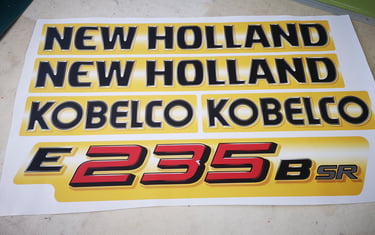 NEW HOLLAND
NEW HOLLAND
KOBELCO KOBELCO
E 235 B SR